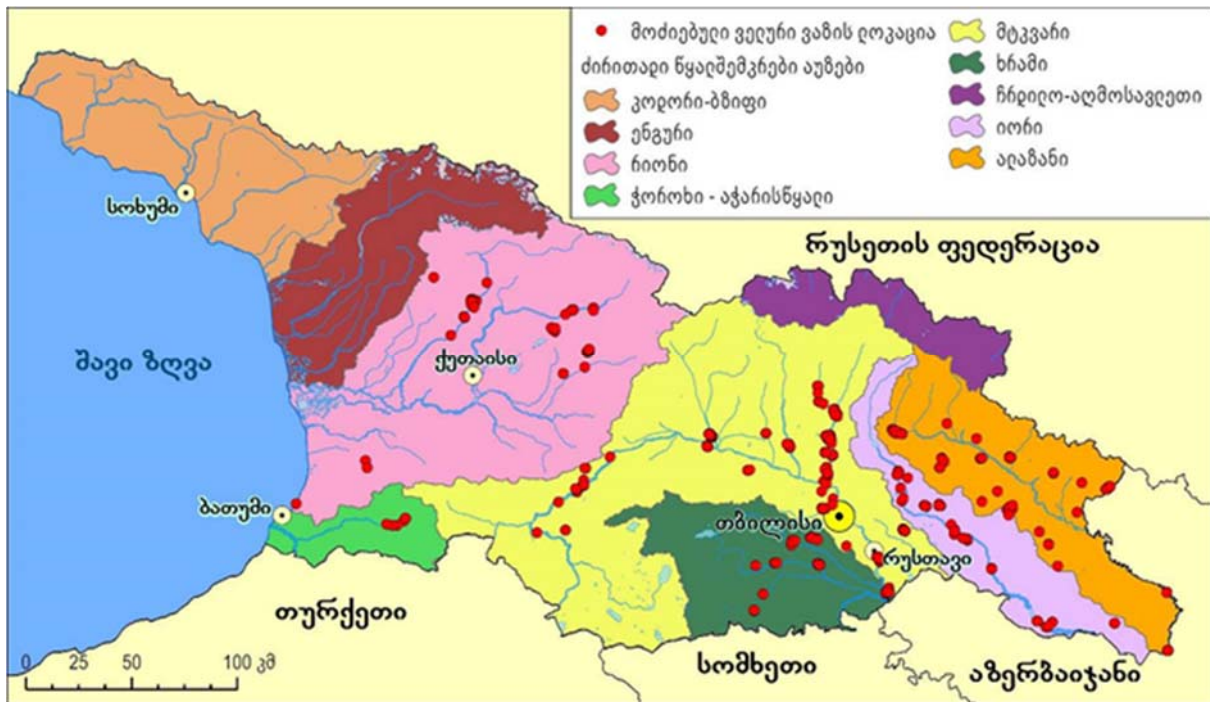 მოძიებული ველური ვაზის ლოკაცია
ძირითადი წყალშემკრები აუზები
კოდორი-ბზიფი
ენგური
რიონი
ჭოროხი - აჭარისწყალი
მტკვარი
ხრამი
ჩრდილო-აღმოსავლეთი
იორი
ალაზანი
სოხუმი
რუსეთის ფედერაცია
შავი ზღვა
ქუთაისი
ბათუმი
თბილისი
რუსთავი
თურქეთი
სომხეთი
აზერბაიჯანი
0 25 50 100 კმ